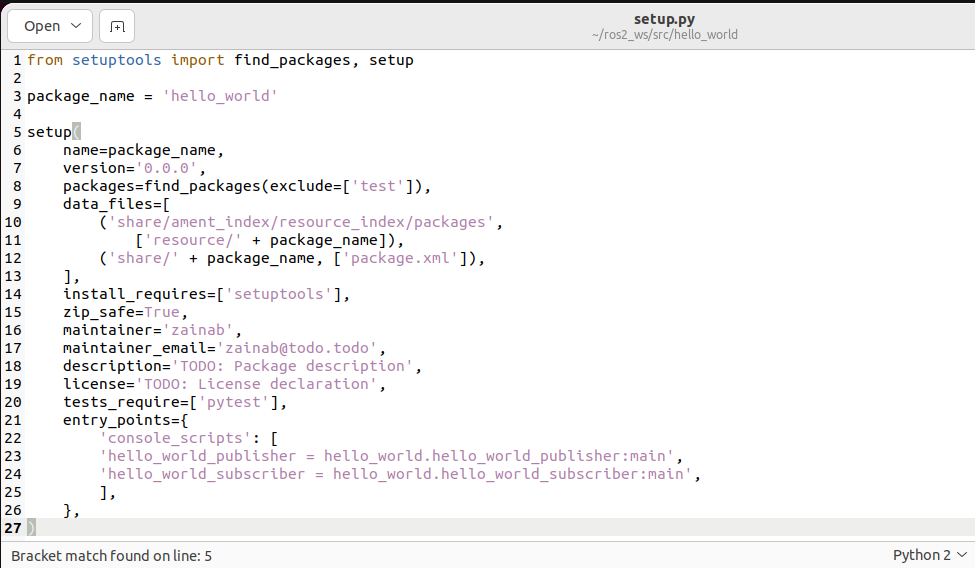 Open
setup.py
~/ros2_ws/src/hello_world
1 from setuptools import find_packages, setup
2
3 package_name = 'hello_world'
4
5 setup(
6     name=package_name,
7     version='0.0.0',
8     packages=find_packages(exclude=['test']),
9     data_files=[
10         ('share/ament_index/resource_index/packages',
11             ['resource/' + package_name]),
12         ('share/' + package_name, ['package.xml']),
13     ],
14     install_requires=['setuptools'],
15     zip_safe=True,
16     maintainer='zainab',
17     maintainer_email='zainab@todo.todo',
18     description='TODO: Package description',
19     license='TODO: License declaration',
20     tests_require=['pytest'],
21     entry_points={
22         'console_scripts': [
23         'hello_world_publisher = hello_world.hello_world_publisher:main',
24         'hello_world_subscriber = hello_world.hello_world_subscriber:main',
25         ],
26     },
27 )
Bracket match found on line: 5
Python 2